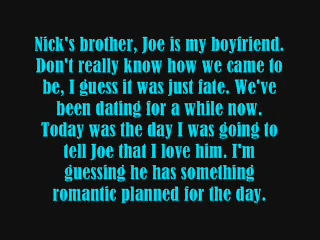 Nick's brother, Joe is my boyfriend.
Don't really know how we came to
be, I guess it was just fate. We've
been dating for a while now.
Today was the day I was going to
tell Joe that I love him. I'm
guessing he has something
romantic planned for the day.